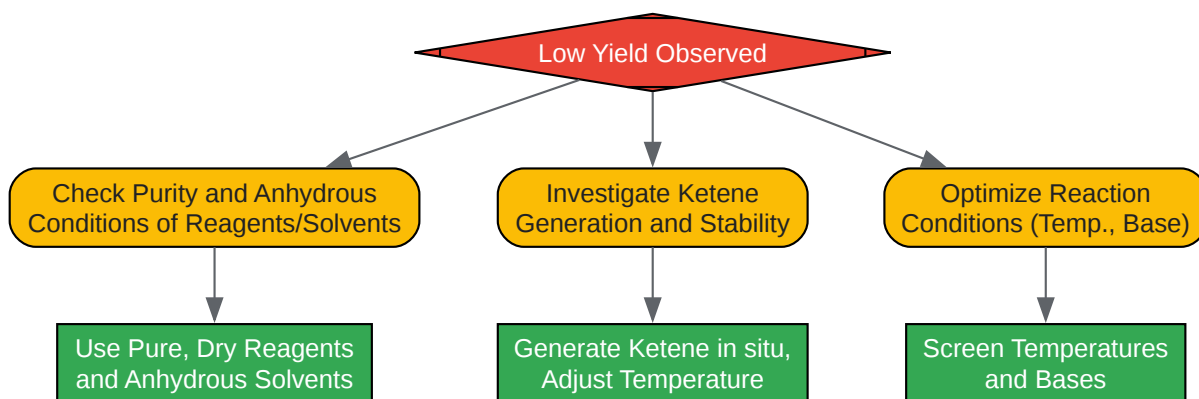 Low Yield Observed
Check Purity and Anhydrous
Conditions of Reagents/Solvents
Investigate Ketene
Generation and Stability
Optimize Reaction
Conditions (Temp., Base)
Use Pure, Dry Reagents
and Anhydrous Solvents
Generate Ketene in situ,
Adjust Temperature
Screen Temperatures
and Bases